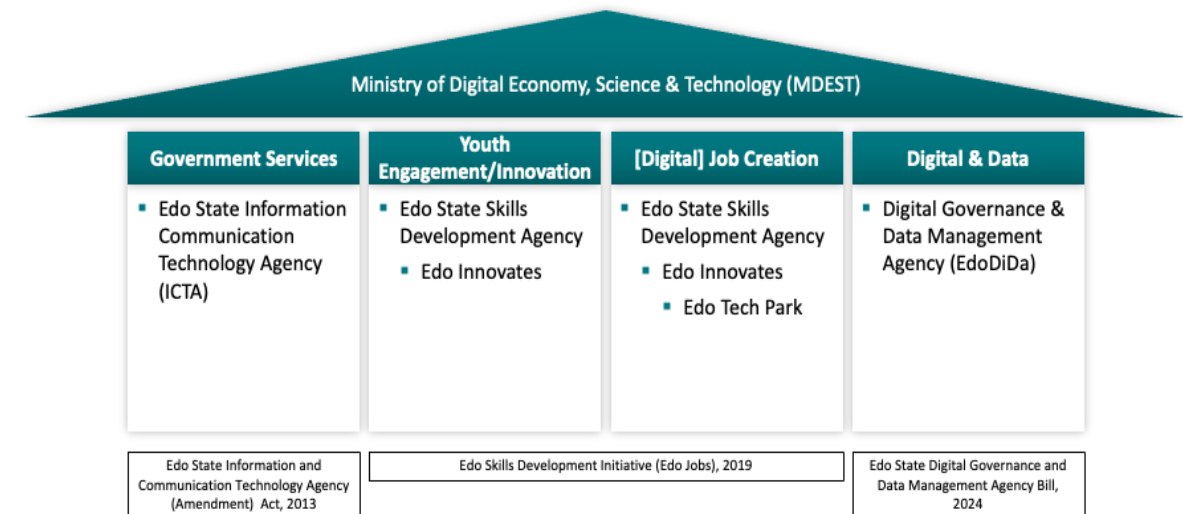 Ministry of Digital Economy, Science & Technology (MDEST)
Government Services
▪ Edo State Information
Communication
Technology Agency
(ICTA)
Youth
Engagement/Innovation
▪ Edo State Skills
Development Agency
▪ Edo Innovates
[Digital] Job Creation
▪ Edo State Skills
Development Agency
▪ Edo Innovates
▪ Edo Tech Park
Digital & Data
▪ Digital Governance &
Data Management
Agency (EdoDiDa)
Edo State Information and
Communication Technology Agency
(Amendment) Act, 2013
Edo Skills Development Initiative (Edo Jobs), 2019
Edo State Digital Governance and
Data Management Agency Bill,
2024